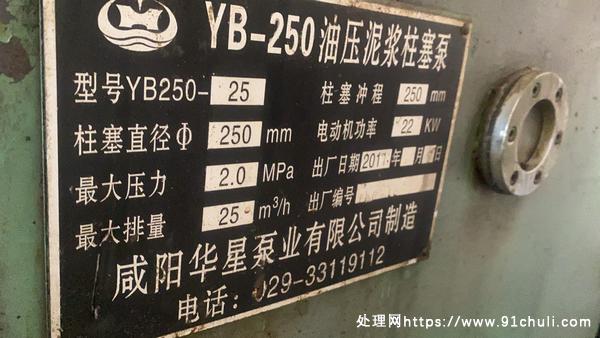 YB-250油压泥浆柱塞泵
型号YB250-25 柱塞冲程 250 mm
柱塞直径Φ 250 mm 电动机功率 22 KW
最大压力 2.0 MPa 出厂日期 2011 年 月 日
最大排量 25 m³/h 出厂编号
咸阳华星泵业有限公司制造
电话：029-33119112
处理网https://www.91chuli.com/